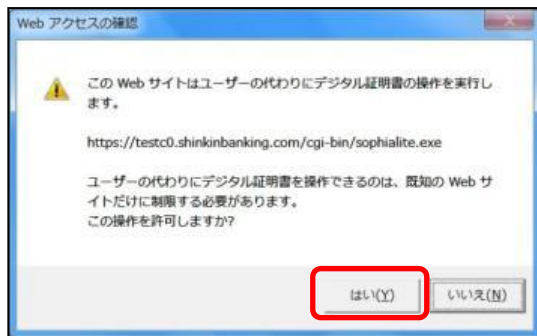 Web アクセスの確認
この Web サイトはユーザーの代わりにデジタル証明書の操作を実行し
ます。
https://testc0.shinkinbanking.com/cgi-bin/sophialite.exe
ユーザーの代わりにデジタル証明書を操作できるのは、既知の Web サ
イトだけに制限する必要があります。
この操作を許可しますか?
はい(Y) いいえ(N)